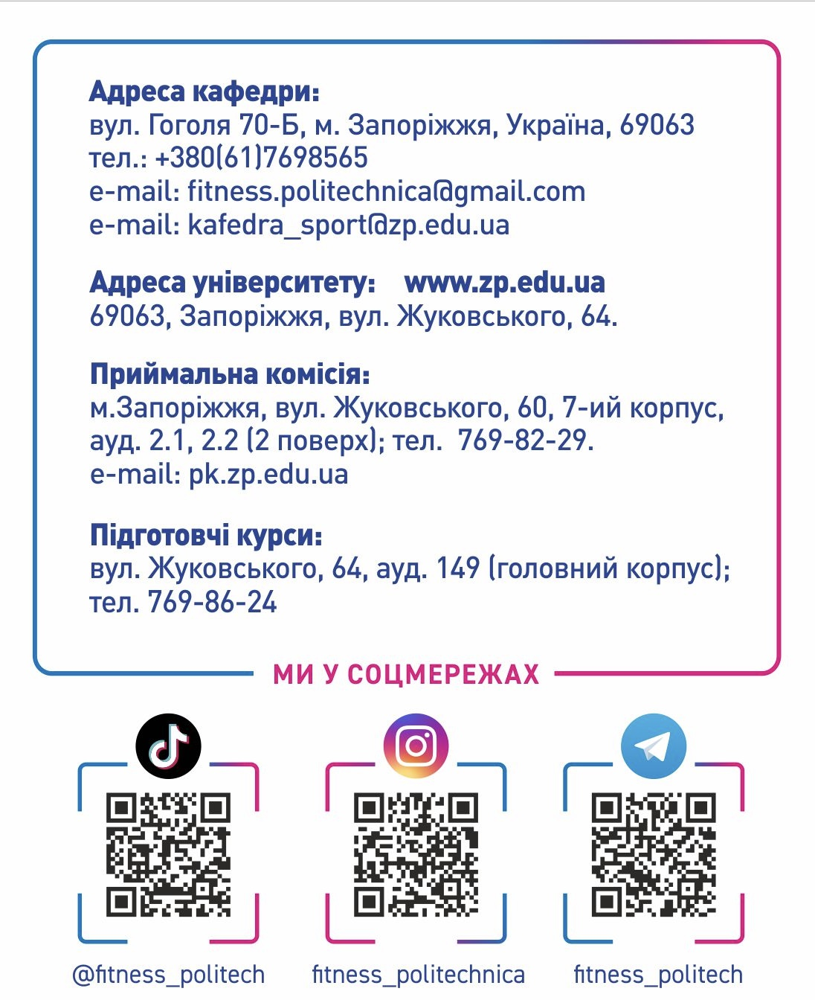 Адреса кафедри:
вул. Гоголя 70-Б, м. Запоріжжя, Україна, 69063
тел.: +380(61)7698565
e-mail: fitness.politechnica@gmail.com
e-mail: kafedra_sport@zp.edu.ua
Адреса університету: www.zp.edu.ua
69063, Запоріжжя, вул. Жуковського, 64.
Приймальна комісія:
м.Запоріжжя, вул. Жуковського, 60, 7-ий корпус,
ауд. 2.1, 2.2 (2 поверх); тел. 769-82-29.
e-mail: pk.zp.edu.ua
Підготовчі курси:
вул. Жуковського, 64, ауд. 149 (головний корпус);
тел. 769-86-24
МИ У СОЦМЕРЕЖАХ
@fitness_politech
fitness_politechnica
fitness_politech